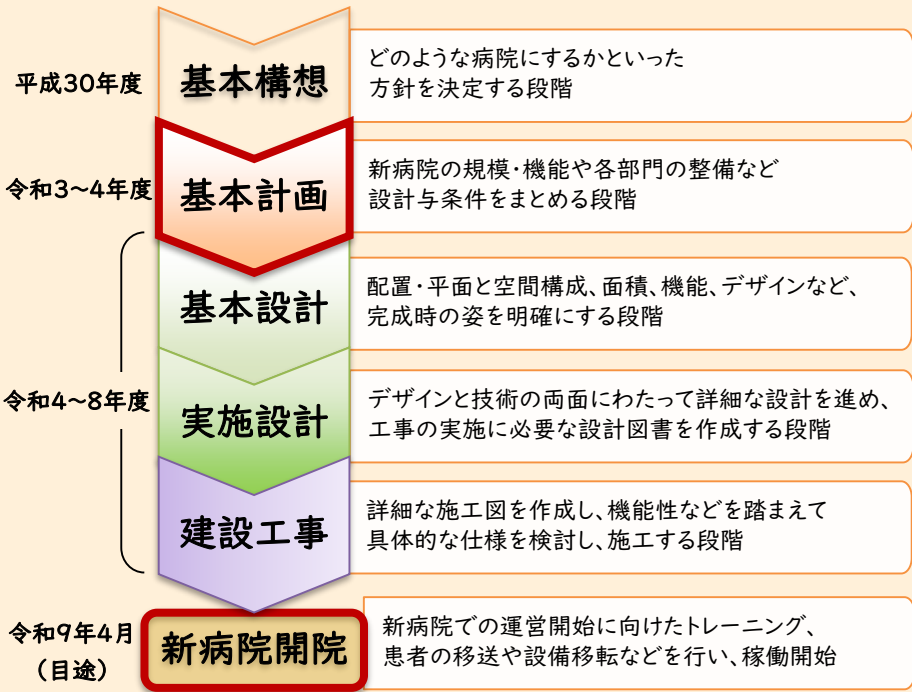 平成30年度
基本構想
どのような病院にするかといった
方針を決定する段階
令和3~4年度
基本計画
新病院の規模・機能や各部門の整備など
設計与条件をまとめる段階
基本設計
配置・平面と空間構成、面積、機能、デザインなど、
完成時の姿を明確にする段階
令和4~8年度
実施設計
デザインと技術の両面にわたって詳細な設計を進め、
工事の実施に必要な設計図書を作成する段階
建設工事
詳細な施工図を作成し、機能性などを踏まえて
具体的な仕様を検討し、施工する段階
令和9年4月
(目途)
新病院開院
新病院での運営開始に向けたトレーニング、
患者の移送や設備移転などを行い、稼働開始